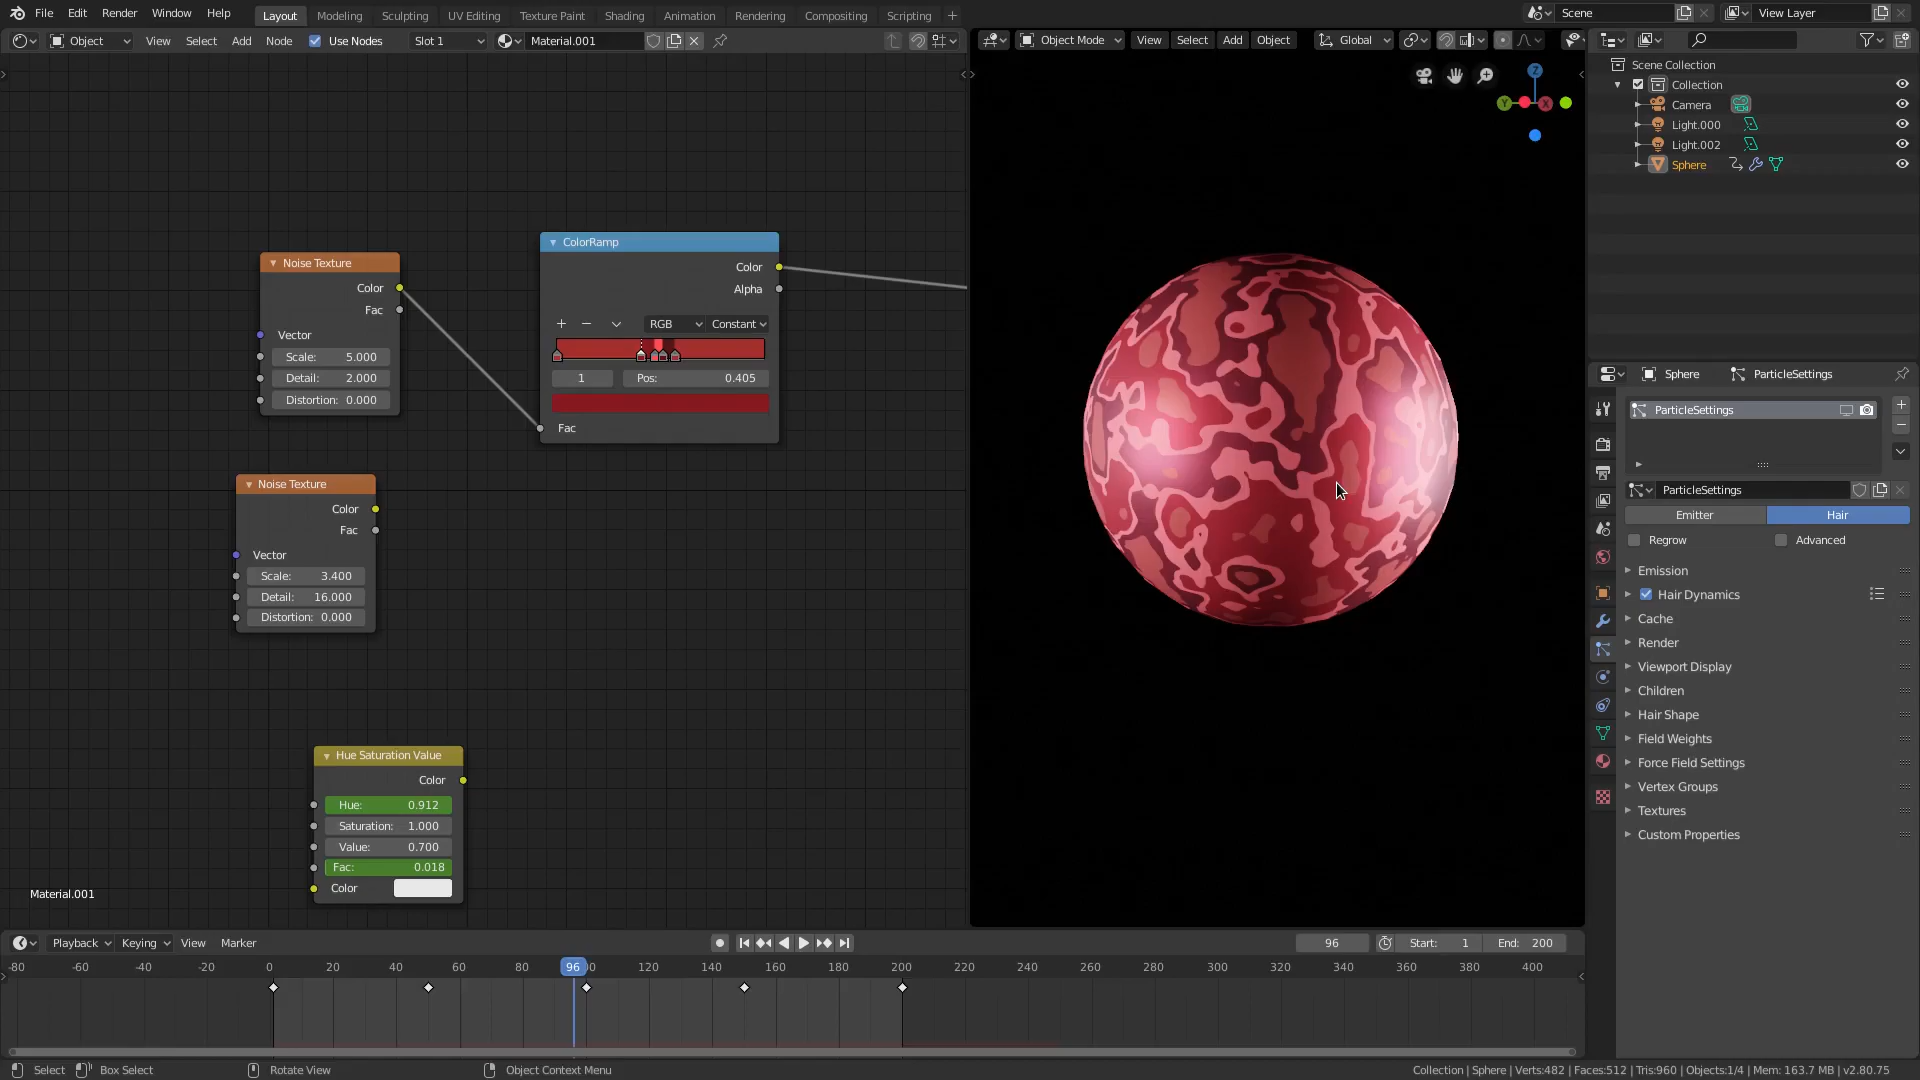 File Edit Render Window Help Layout Modeling Sculpting UV Editing Texture Paint Shading Animation Rendering Compositing Scripting + Scene View Layer
Object View Select Add Node Use Nodes Slot 1 Material.001 Object Mode View Select Add Object Global
Scene Collection
Collection
Camera
Light.000
Light.002
Sphere
Z
Y X
ColorRamp
Color
Alpha
+ − RGB Constant
1 Pos: 0.405
Fac
Noise Texture
Color
Fac
Vector
Scale: 5.000
Detail: 2.000
Distortion: 0.000
Noise Texture
Color
Fac
Vector
Scale: 3.400
Detail: 16.000
Distortion: 0.000
Hue Saturation Value
Color
Hue: 0.912
Saturation: 1.000
Value: 0.700
Fac: 0.018
Color
Material.001
Sphere ParticleSettings
ParticleSettings
ParticleSettings
Emitter Hair
Regrow Advanced
Emission
Hair Dynamics
Cache
Render
Viewport Display
Children
Hair Shape
Field Weights
Force Field Settings
Vertex Groups
Textures
Custom Properties
Playback Keying View Marker 96 Start: 1 End: 200
-80 -60 -40 -20 0 20 40 60 80 96 120 140 160 180 200 220 240 260 280 300 320 340 360 380 400
Select Box Select Rotate View Object Context Menu Collection | Sphere | Verts:482 | Faces:512 | Tris:960 | Objects:1/4 | Mem: 163.7 MB | v2.80.75